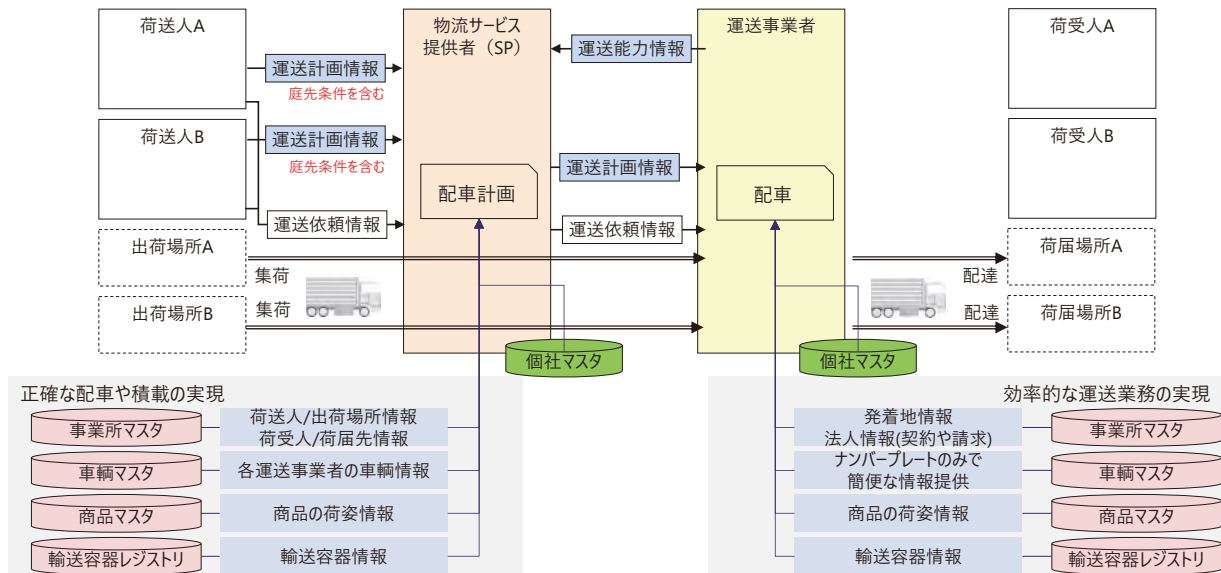 荷送人A
物流サービス
提供者（SP）
運送事業者
荷受人A
運送能力情報
運送計画情報
庭先条件を含む
荷送人B
荷受人B
運送計画情報
庭先条件を含む
運送計画情報
配車計画
配車
運送依頼情報
運送依頼情報
出荷場所A
荷届場所A
集荷
配達
集荷
配達
出荷場所B
荷届場所B
個社マスタ
個社マスタ
正確な配車や積載の実現
事業所マスタ
荷送人/出荷場所情報
荷受人/荷届先情報
車輌マスタ
各運送事業者の車輌情報
商品マスタ
商品の荷姿情報
輸送容器レジストリ
輸送容器情報
効率的な運送業務の実現
発着地情報
法人情報(契約や請求)
事業所マスタ
ナンバープレートのみで
簡便な情報提供
車輌マスタ
商品の荷姿情報
商品マスタ
輸送容器情報
輸送容器レジストリ